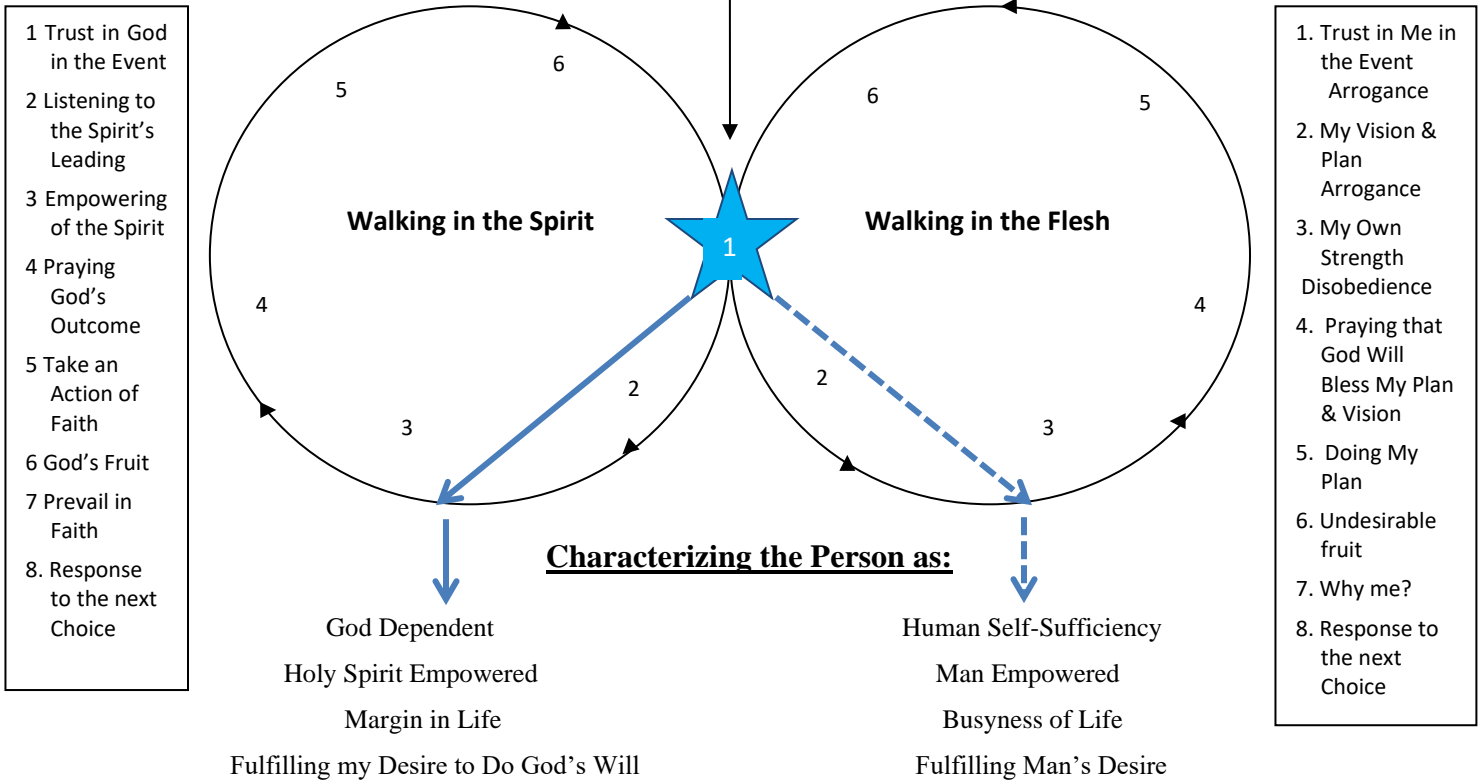 1 Trust in God
in the Event
2 Listening to
the Spirit's
Leading
3 Empowering
of the Spirit
4 Praying
God's
Outcome
5 Take an
Action of
Faith
6 God's Fruit
7 Prevail in
Faith
8. Response
to the next
Choice
6
5
Walking in the Spirit
4
2
3
1
6
5
Walking in the Flesh
4
2
3
1. Trust in Me in
the Event
Arrogance
2. My Vision &
Plan
Arrogance
3. My Own
Strength
Disobedience
4. Praying that
God Will
Bless My Plan
& Vision
5. Doing My
Plan
6. Undesirable
fruit
7. Why me?
8. Response to
the next
Choice
Characterizing the Person as:
God Dependent
Holy Spirit Empowered
Margin in Life
Fulfilling my Desire to Do God's Will
Human Self-Sufficiency
Man Empowered
Busyness of Life
Fulfilling Man's Desire